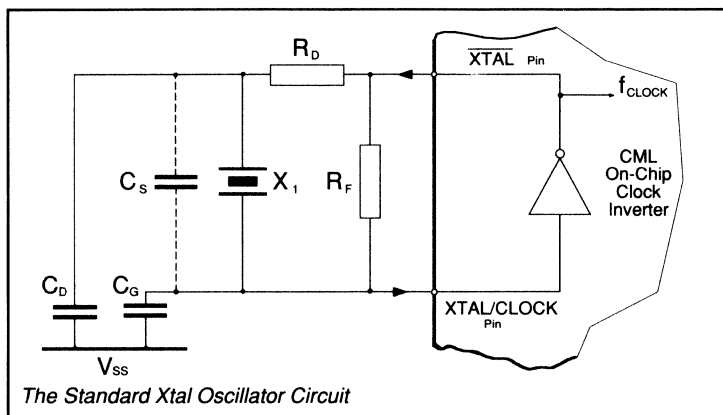 R_D
XTAL Pin
f_CLOCK
C_S
X_1
R_F
CML
On-Chip
Clock
Inverter
C_D
C_G
XTAL/CLOCK
Pin
V_SS
The Standard Xtal Oscillator Circuit